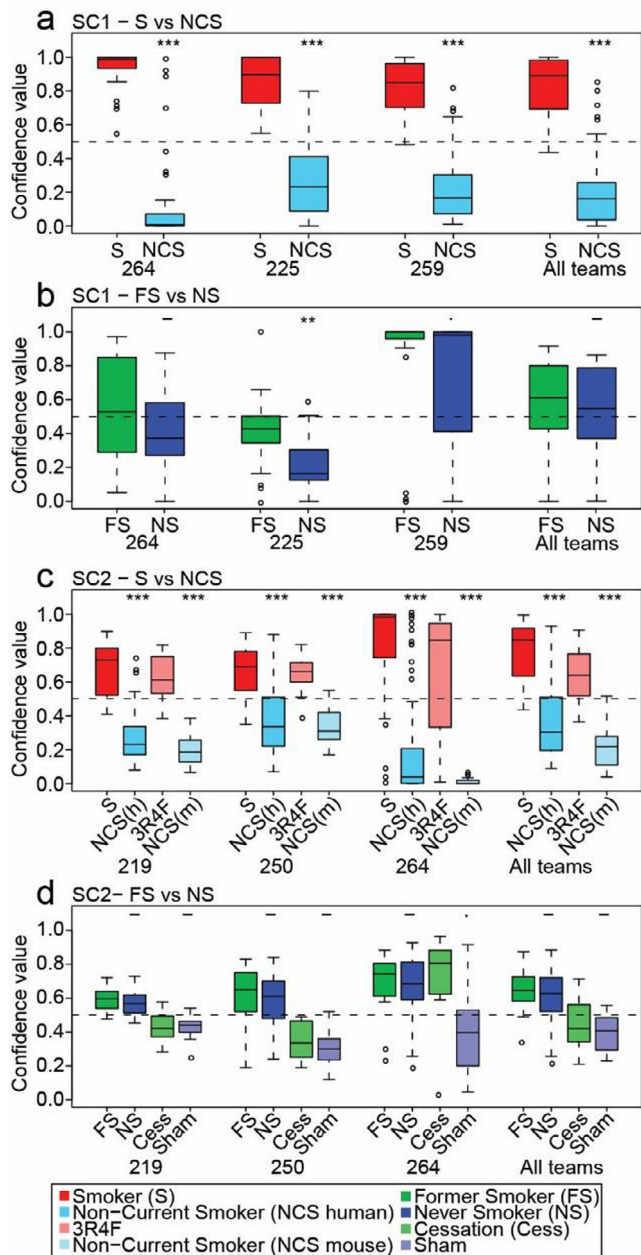 a SC1 – S vs NCS
*** *** *** ***
Confidence value
1.0
0.8
0.6
0.4
0.2
0.0
S NCS S NCS S NCS S NCS
264 225 259 All teams
b SC1 – FS vs NS
– ** . –
Confidence value
1.0
0.8
0.6
0.4
0.2
0.0
FS NS FS NS FS NS FS NS
264 225 259 All teams
c SC2 – S vs NCS
*** *** *** *** *** *** *** ***
Confidence value
1.0
0.8
0.6
0.4
0.2
0.0
S NCS(h) 3R4F NCS(m) S NCS(h) 3R4F NCS(m) S NCS(h) 3R4F NCS(m) S NCS(h) 3R4F NCS(m)
219 250 264 All teams
d SC2– FS vs NS
– – – – – . – –
Confidence value
1.0
0.8
0.6
0.4
0.2
0.0
FS NS Cess Sham FS NS Cess Sham FS NS Cess Sham FS NS Cess Sham
219 250 264 All teams
Smoker (S) Former Smoker (FS)
Non-Current Smoker (NCS human) Never Smoker (NS)
3R4F Cessation (Cess)
Non-Current Smoker (NCS mouse) Sham